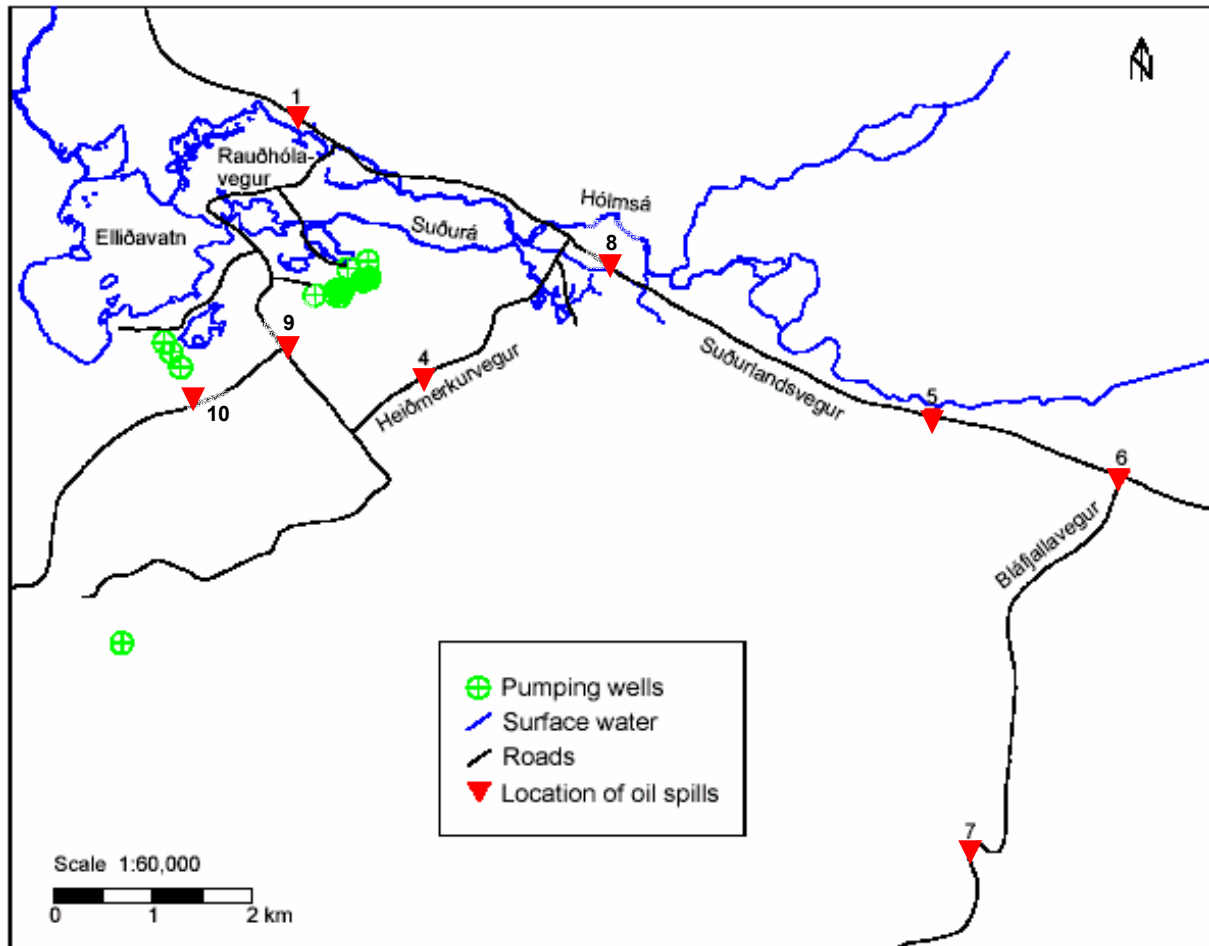 1
N
Rauðhóla-
vegur
Hólmsá
Suðurá
Elliðavatn
8
9
4
Heiðmerkurvegur
10
Suðurlandsvegur
5
6
Bláfjallavegur
7
Pumping wells
Surface water
Roads
Location of oil spills
Scale 1:60,000
0 1 2 km